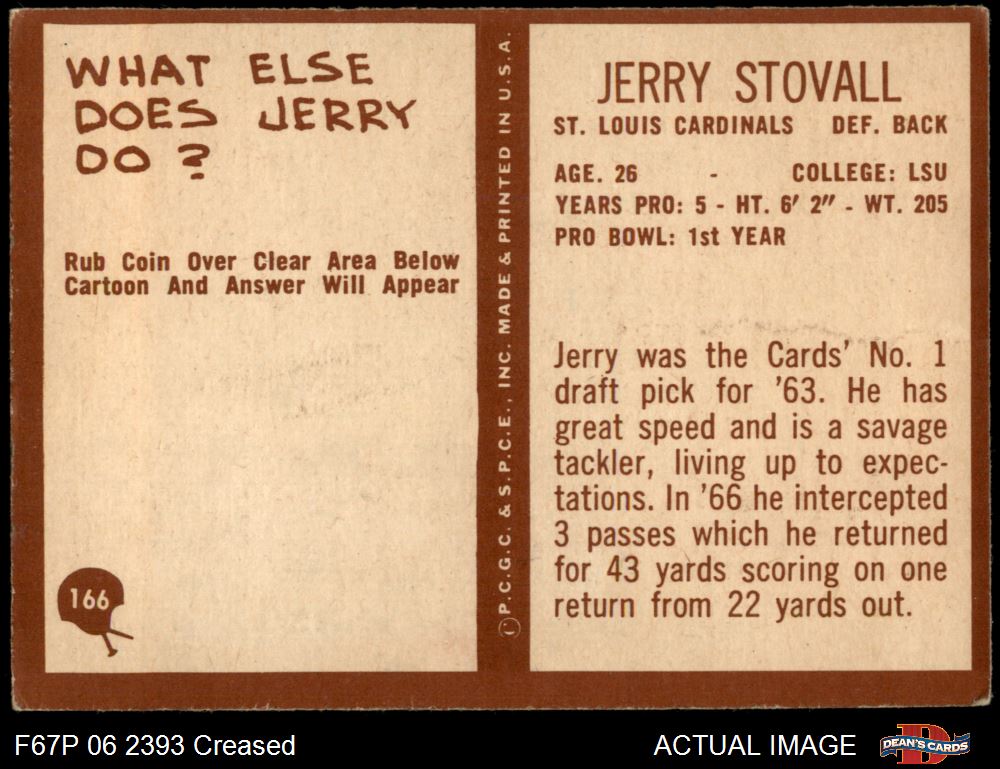 WHAT ELSE
DOES JERRY
DO?
Rub Coin Over Clear Area Below
Cartoon And Answer Will Appear
166
© P.C.G.C. & S.P.C.E., INC. MADE & PRINTED IN U.S.A.
JERRY STOVALL
ST. LOUIS CARDINALS DEF. BACK
AGE. 26 - COLLEGE: LSU
YEARS PRO: 5 - HT. 6' 2" - WT. 205
PRO BOWL: 1st YEAR
Jerry was the Cards' No. 1
draft pick for '63. He has
great speed and is a savage
tackler, living up to expec-
tations. In '66 he intercepted
3 passes which he returned
for 43 yards scoring on one
return from 22 yards out.
F67P 06 2393 Creased
ACTUAL IMAGE
DEAN'S CARDS